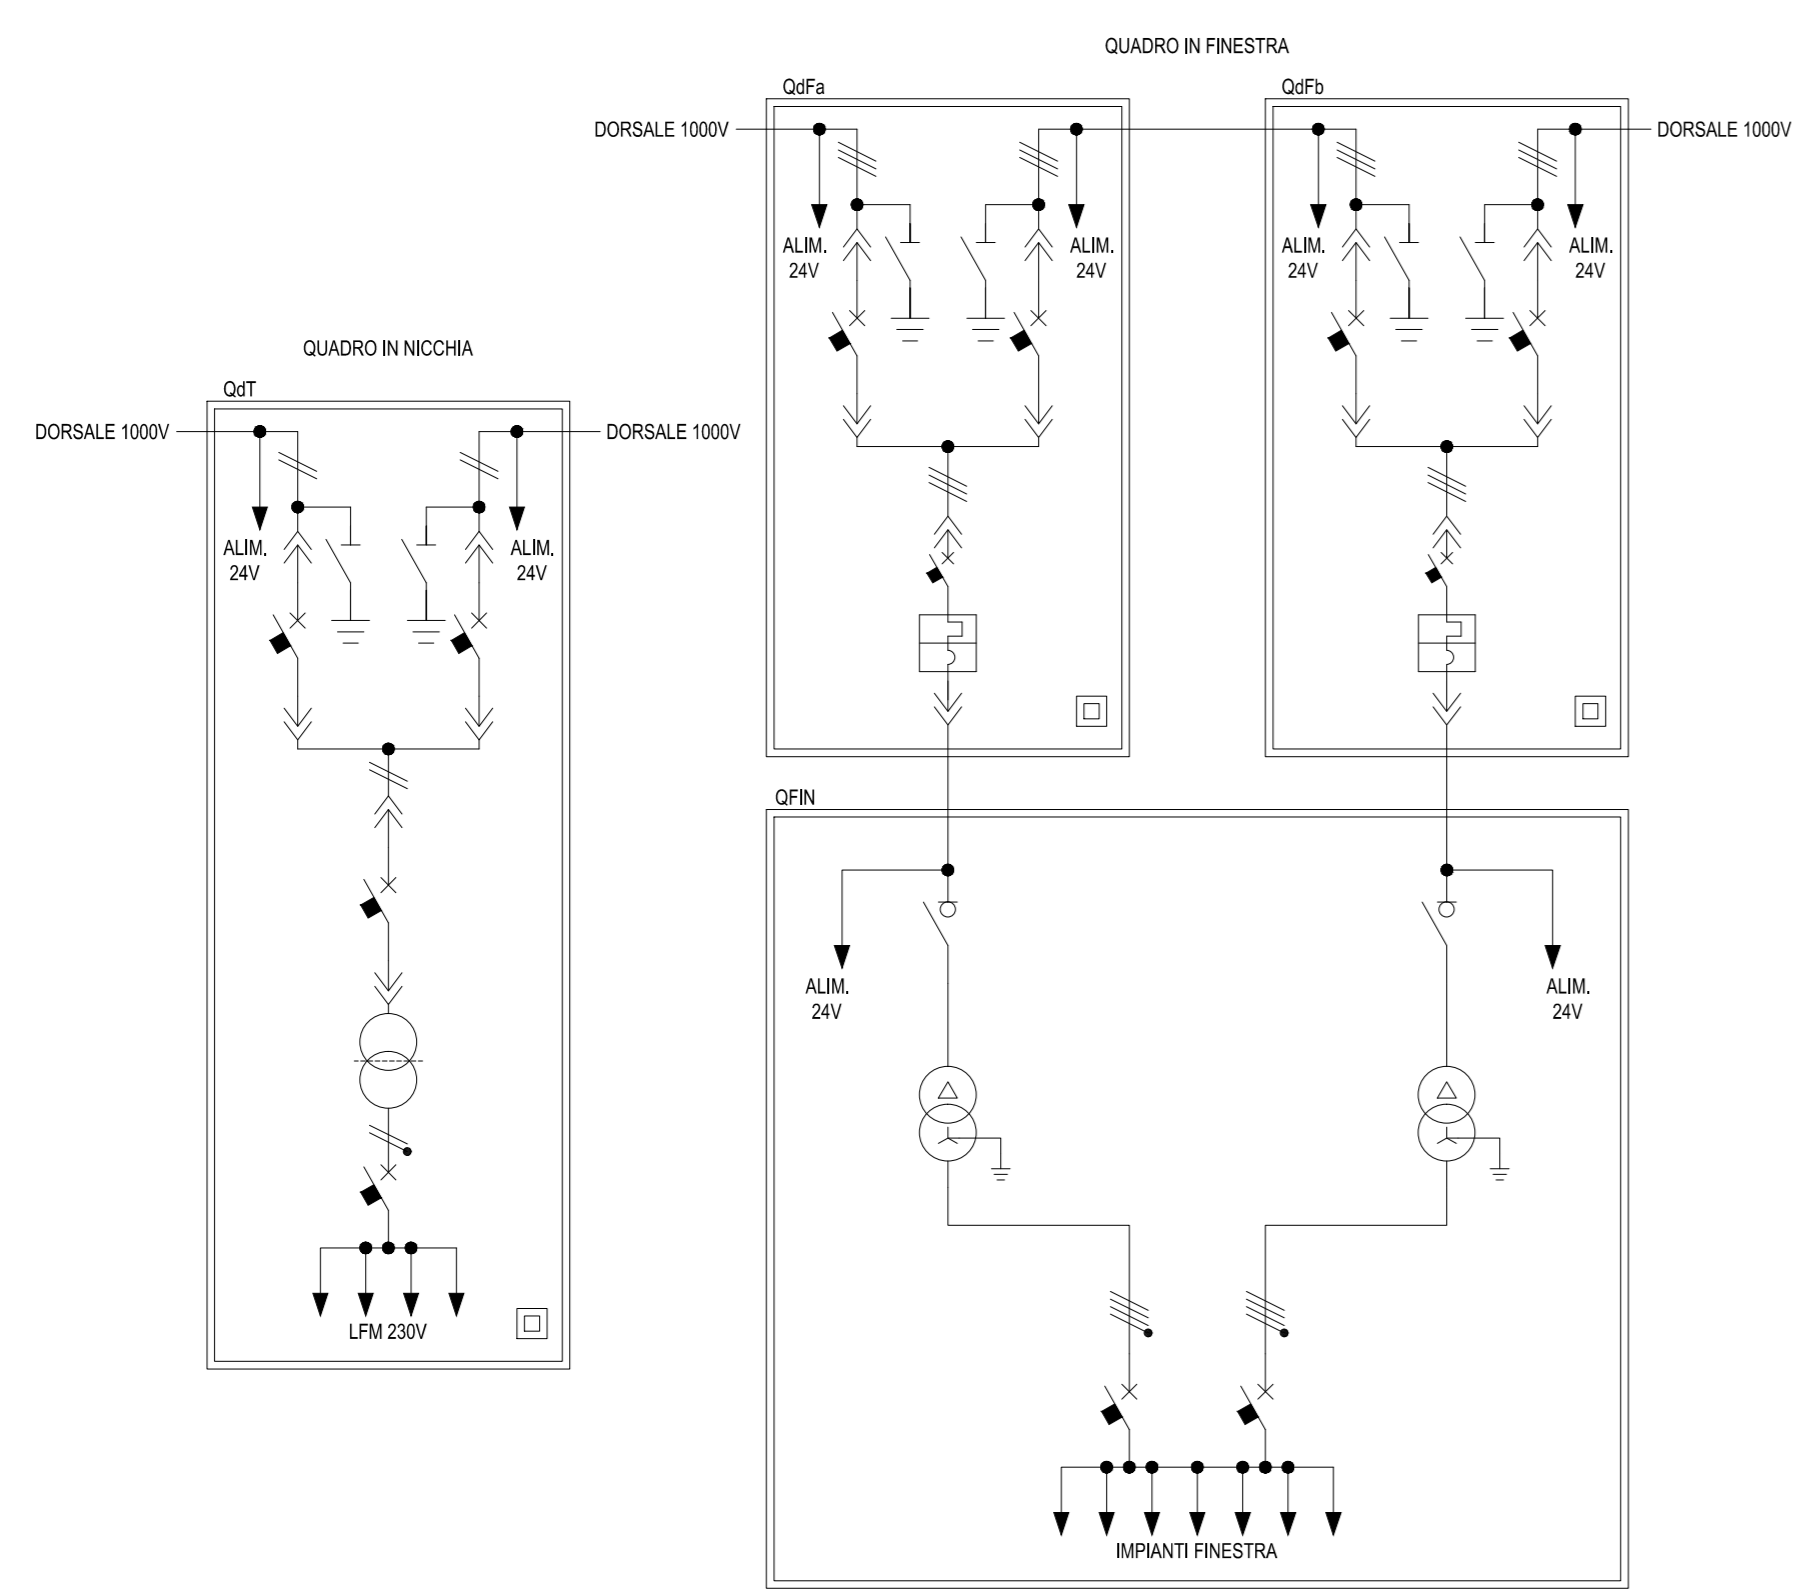 QUADRO IN FINESTRA
QdFa
QdFb
DORSALE 1000V
DORSALE 1000V
ALIM.
24V
ALIM.
24V
ALIM.
24V
ALIM.
24V
QUADRO IN NICCHIA
QdT
DORSALE 1000V
DORSALE 1000V
ALIM.
24V
ALIM.
24V
LFM 230V
QFIN
ALIM.
24V
ALIM.
24V
IMPIANTI FINESTRA